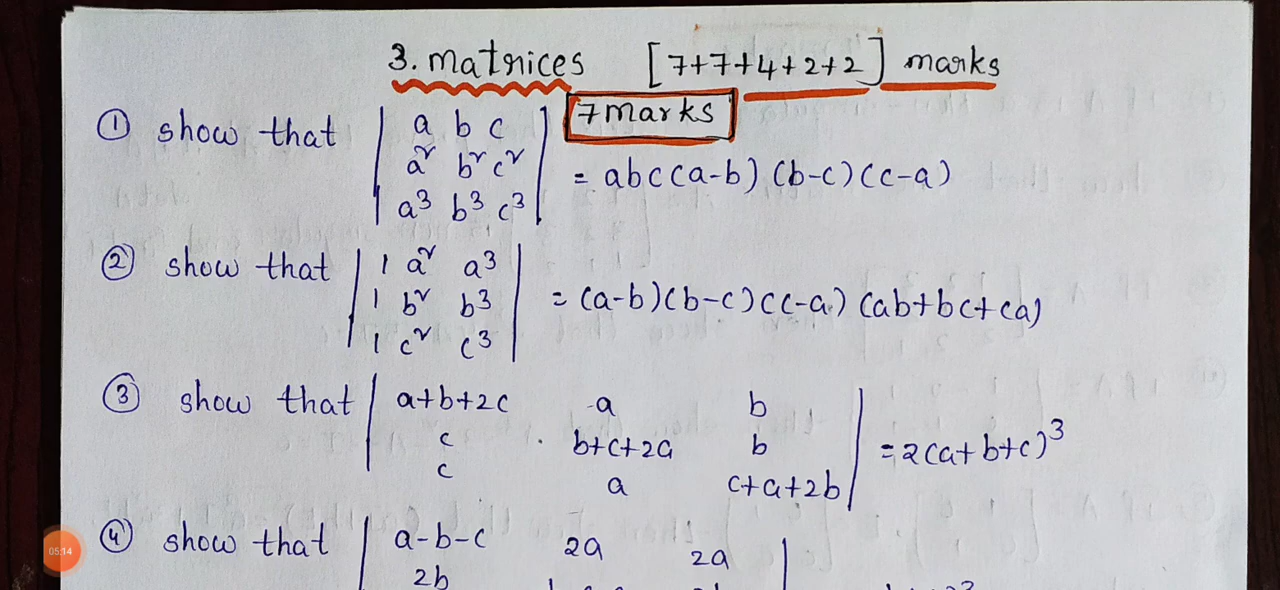 3. matrices [7+7+4+2+2] marks
7 marks
① show that | a b c |
| a² b² c² | = abc(a-b) (b-c)(c-a)
| a³ b³ c³ |
② show that | 1 a² a³ |
| 1 b² b³ | = (a-b)(b-c)(c-a) (ab+bc+ca)
| 1 c² c³ |
③ show that | a+b+2c a b |
| c b+c+2a b | = 2(a+b+c)³
| c a c+a+2b |
④ show that | a-b-c 2a 2a |
2b
05:14